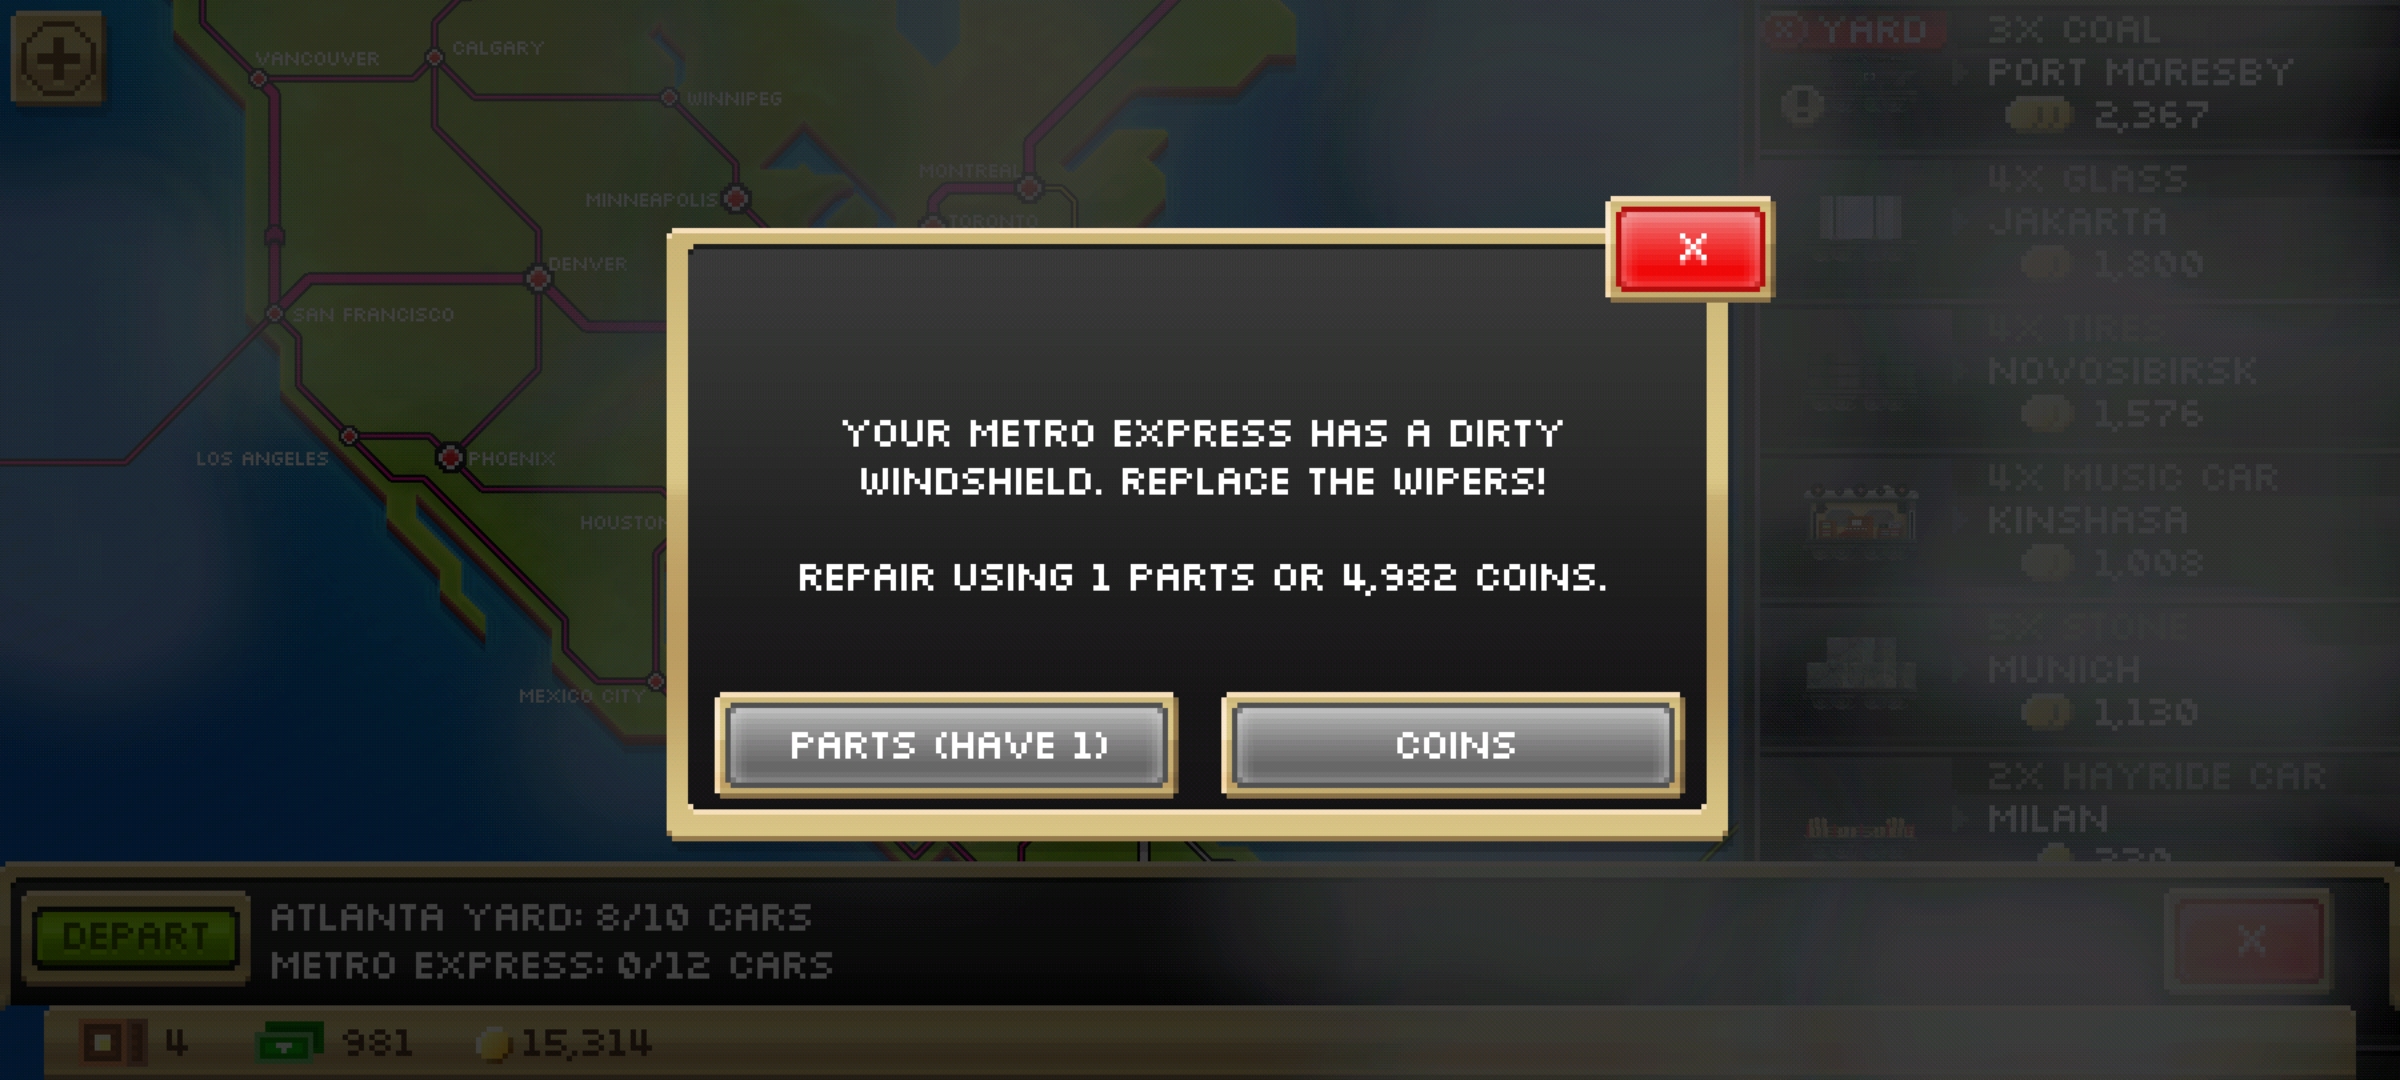 VANCOUVER
CALGARY
WINNIPEG
MINNEAPOLIS
MONTREAL
TORONTO
DENVER
SAN FRANCISCO
LOS ANGELES
PHOENIX
HOUSTON
MEXICO CITY
X
YOUR METRO EXPRESS HAS A DIRTY
WINDSHIELD. REPLACE THE WIPERS!
REPAIR USING 1 PARTS OR 4,982 COINS.
PARTS (HAVE 1)
COINS
X YARD
3X COAL
PORT MORESBY
2,367
4X GLASS
JAKARTA
1,800
4X TIRES
NOVOSIBIRSK
1,576
4X MUSIC CAR
KINSHASA
1,008
5X STONE
MUNICH
1,130
2X HAYRIDE CAR
MILAN
DEPART
ATLANTA YARD: 8/10 CARS
METRO EXPRESS: 0/12 CARS
X
4
981
15,314